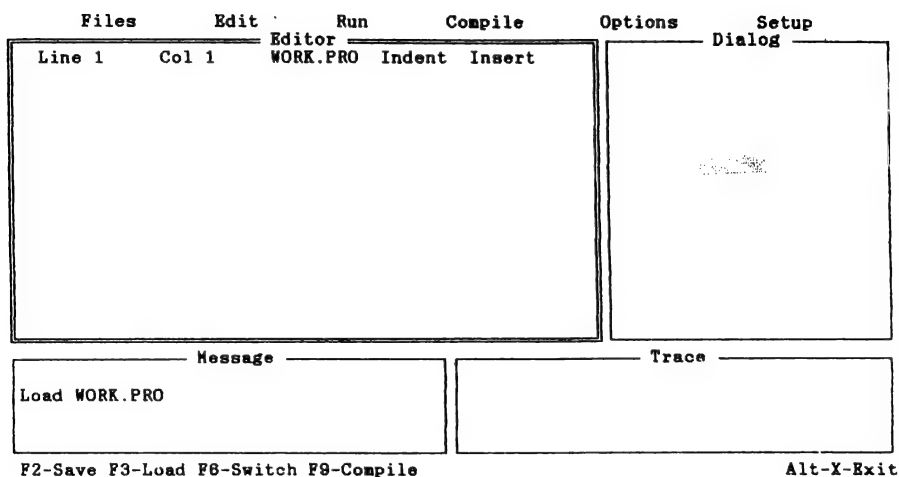 Files Edit Run Compile Options Setup
Editor Dialog
Line 1 Col 1 WORK.PRO Indent Insert
Message Trace
Load WORK.PRO
F2-Save F3-Load F6-Switch F9-Compile Alt-X-Exit